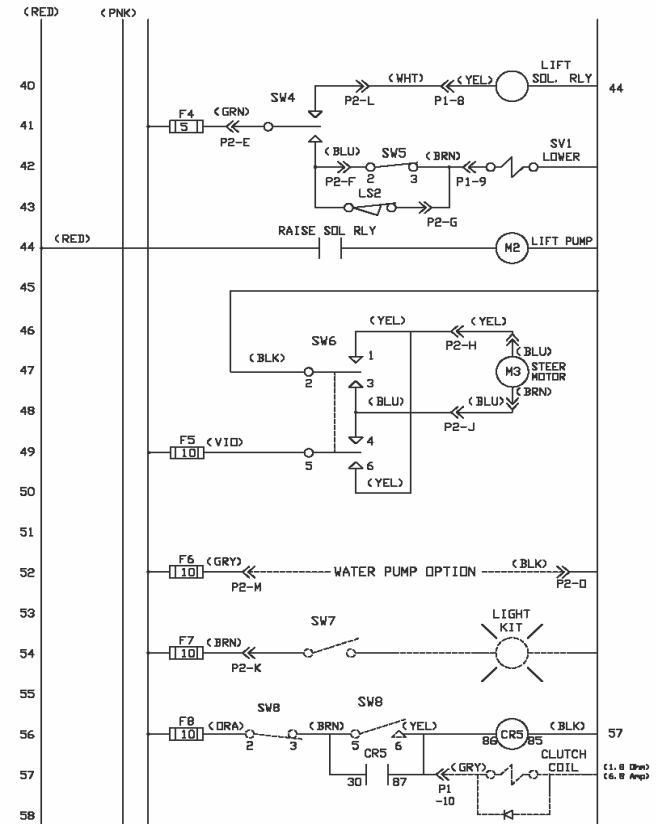 (RED) (PNK)
LIFT
SOL. RLY
40 (WHT) (YEL) 44
SW4 P2-L P1-8
F4 (GRN)
41 5
P2-E
SV1
LOWER
(BLU) SW5 (BRN)
42
P2-F 2 3 P1-9
LS2
43
P2-G
RAISE SOL RLY
(RED)
44 M2 LIFT PUMP
45
46 (YEL) (YEL)
SW6 P2-H
1 (BLU)
(BLK)
47 2 3 M3 STEER
MOTOR
(BRN)
48 (BLU) (BLU)
P2-J
F5 (VIO) 4
49 10
5 6
(YEL)
50
51
F6 (GRY) (BLK)
52 10 WATER PUMP OPTION
P2-M P2-O
53
LIGHT
KIT
SW7
F7 (BRN)
54 10
P2-K
55
SW8 SW8
F8 (ORA) (BRN) (YEL) (BLK)
56 10 2 3 5 6 86 CR5 85 57
CR5 CLUTCH
COIL
(GRY)
57 30 87 (1.8 Ohm)
(6.8 Amp)
P1
-10
58